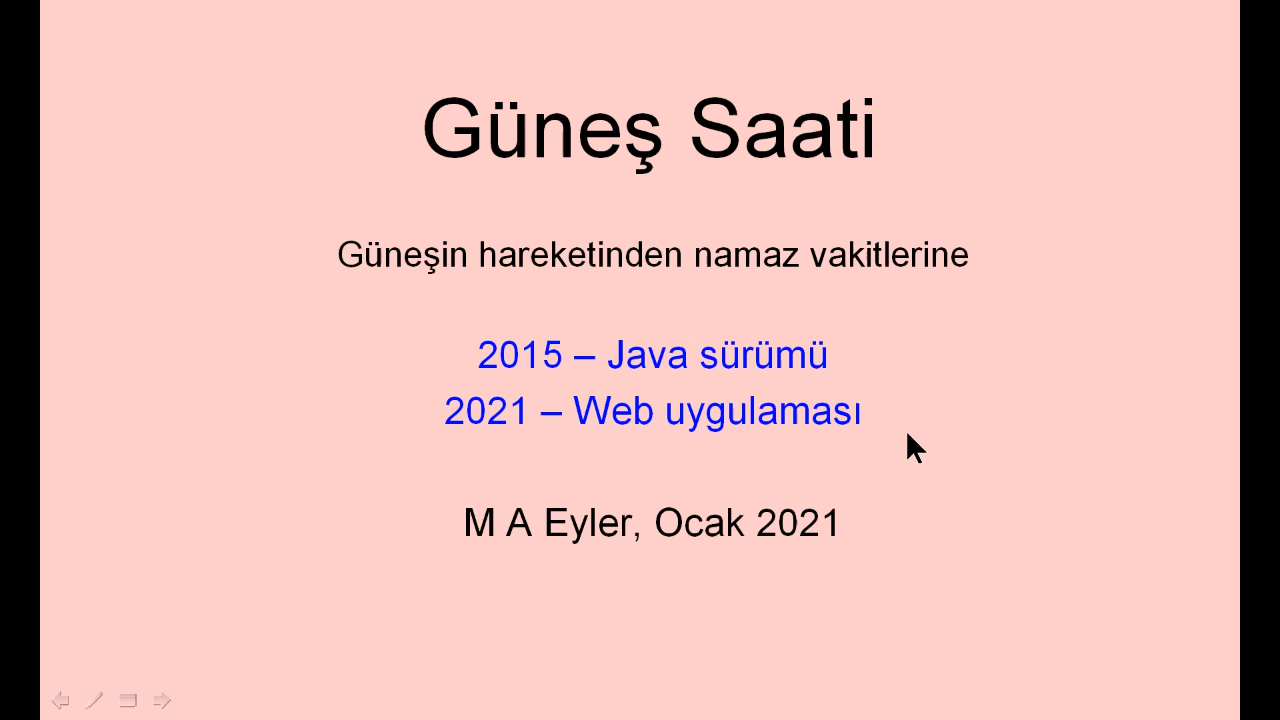 Güneş Saati
Güneşin hareketinden namaz vakitlerine
2015 – Java sürümü
2021 – Web uygulaması
M A Eyler, Ocak 2021